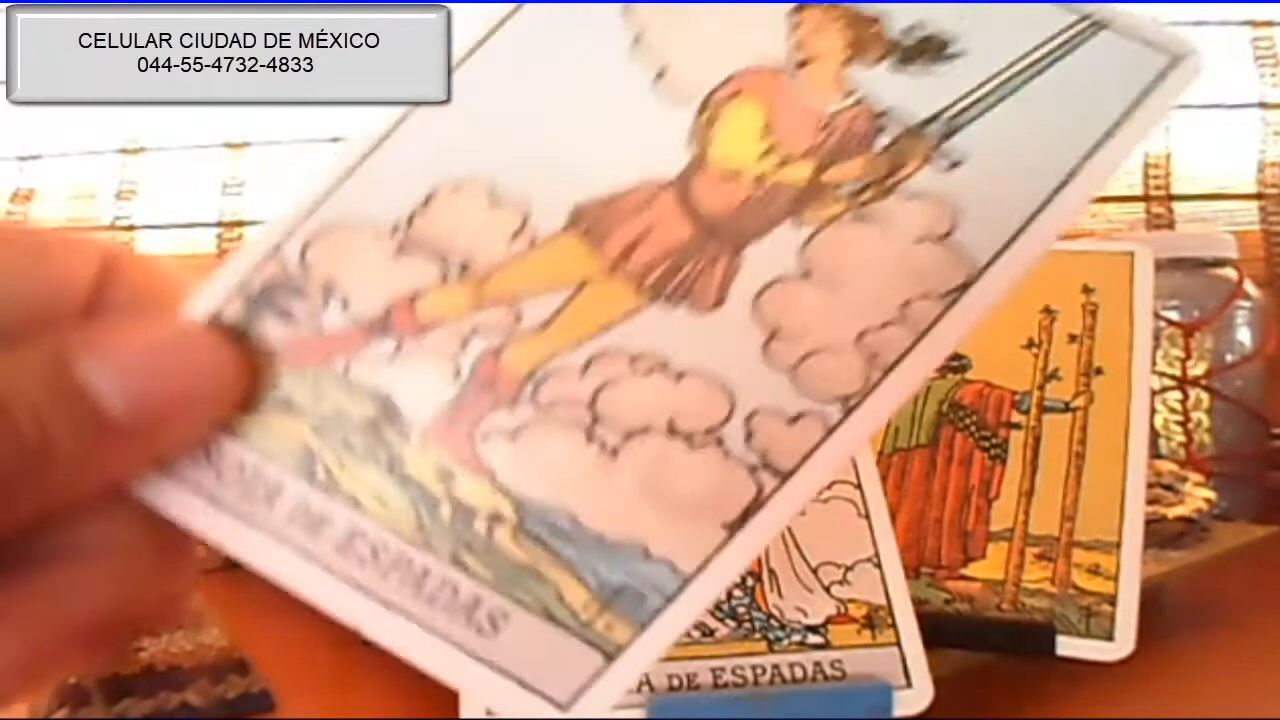 CELULAR CIUDAD DE MÉXICO
044-55-4732-4833
DE ESPADAS
A DE ESPADAS